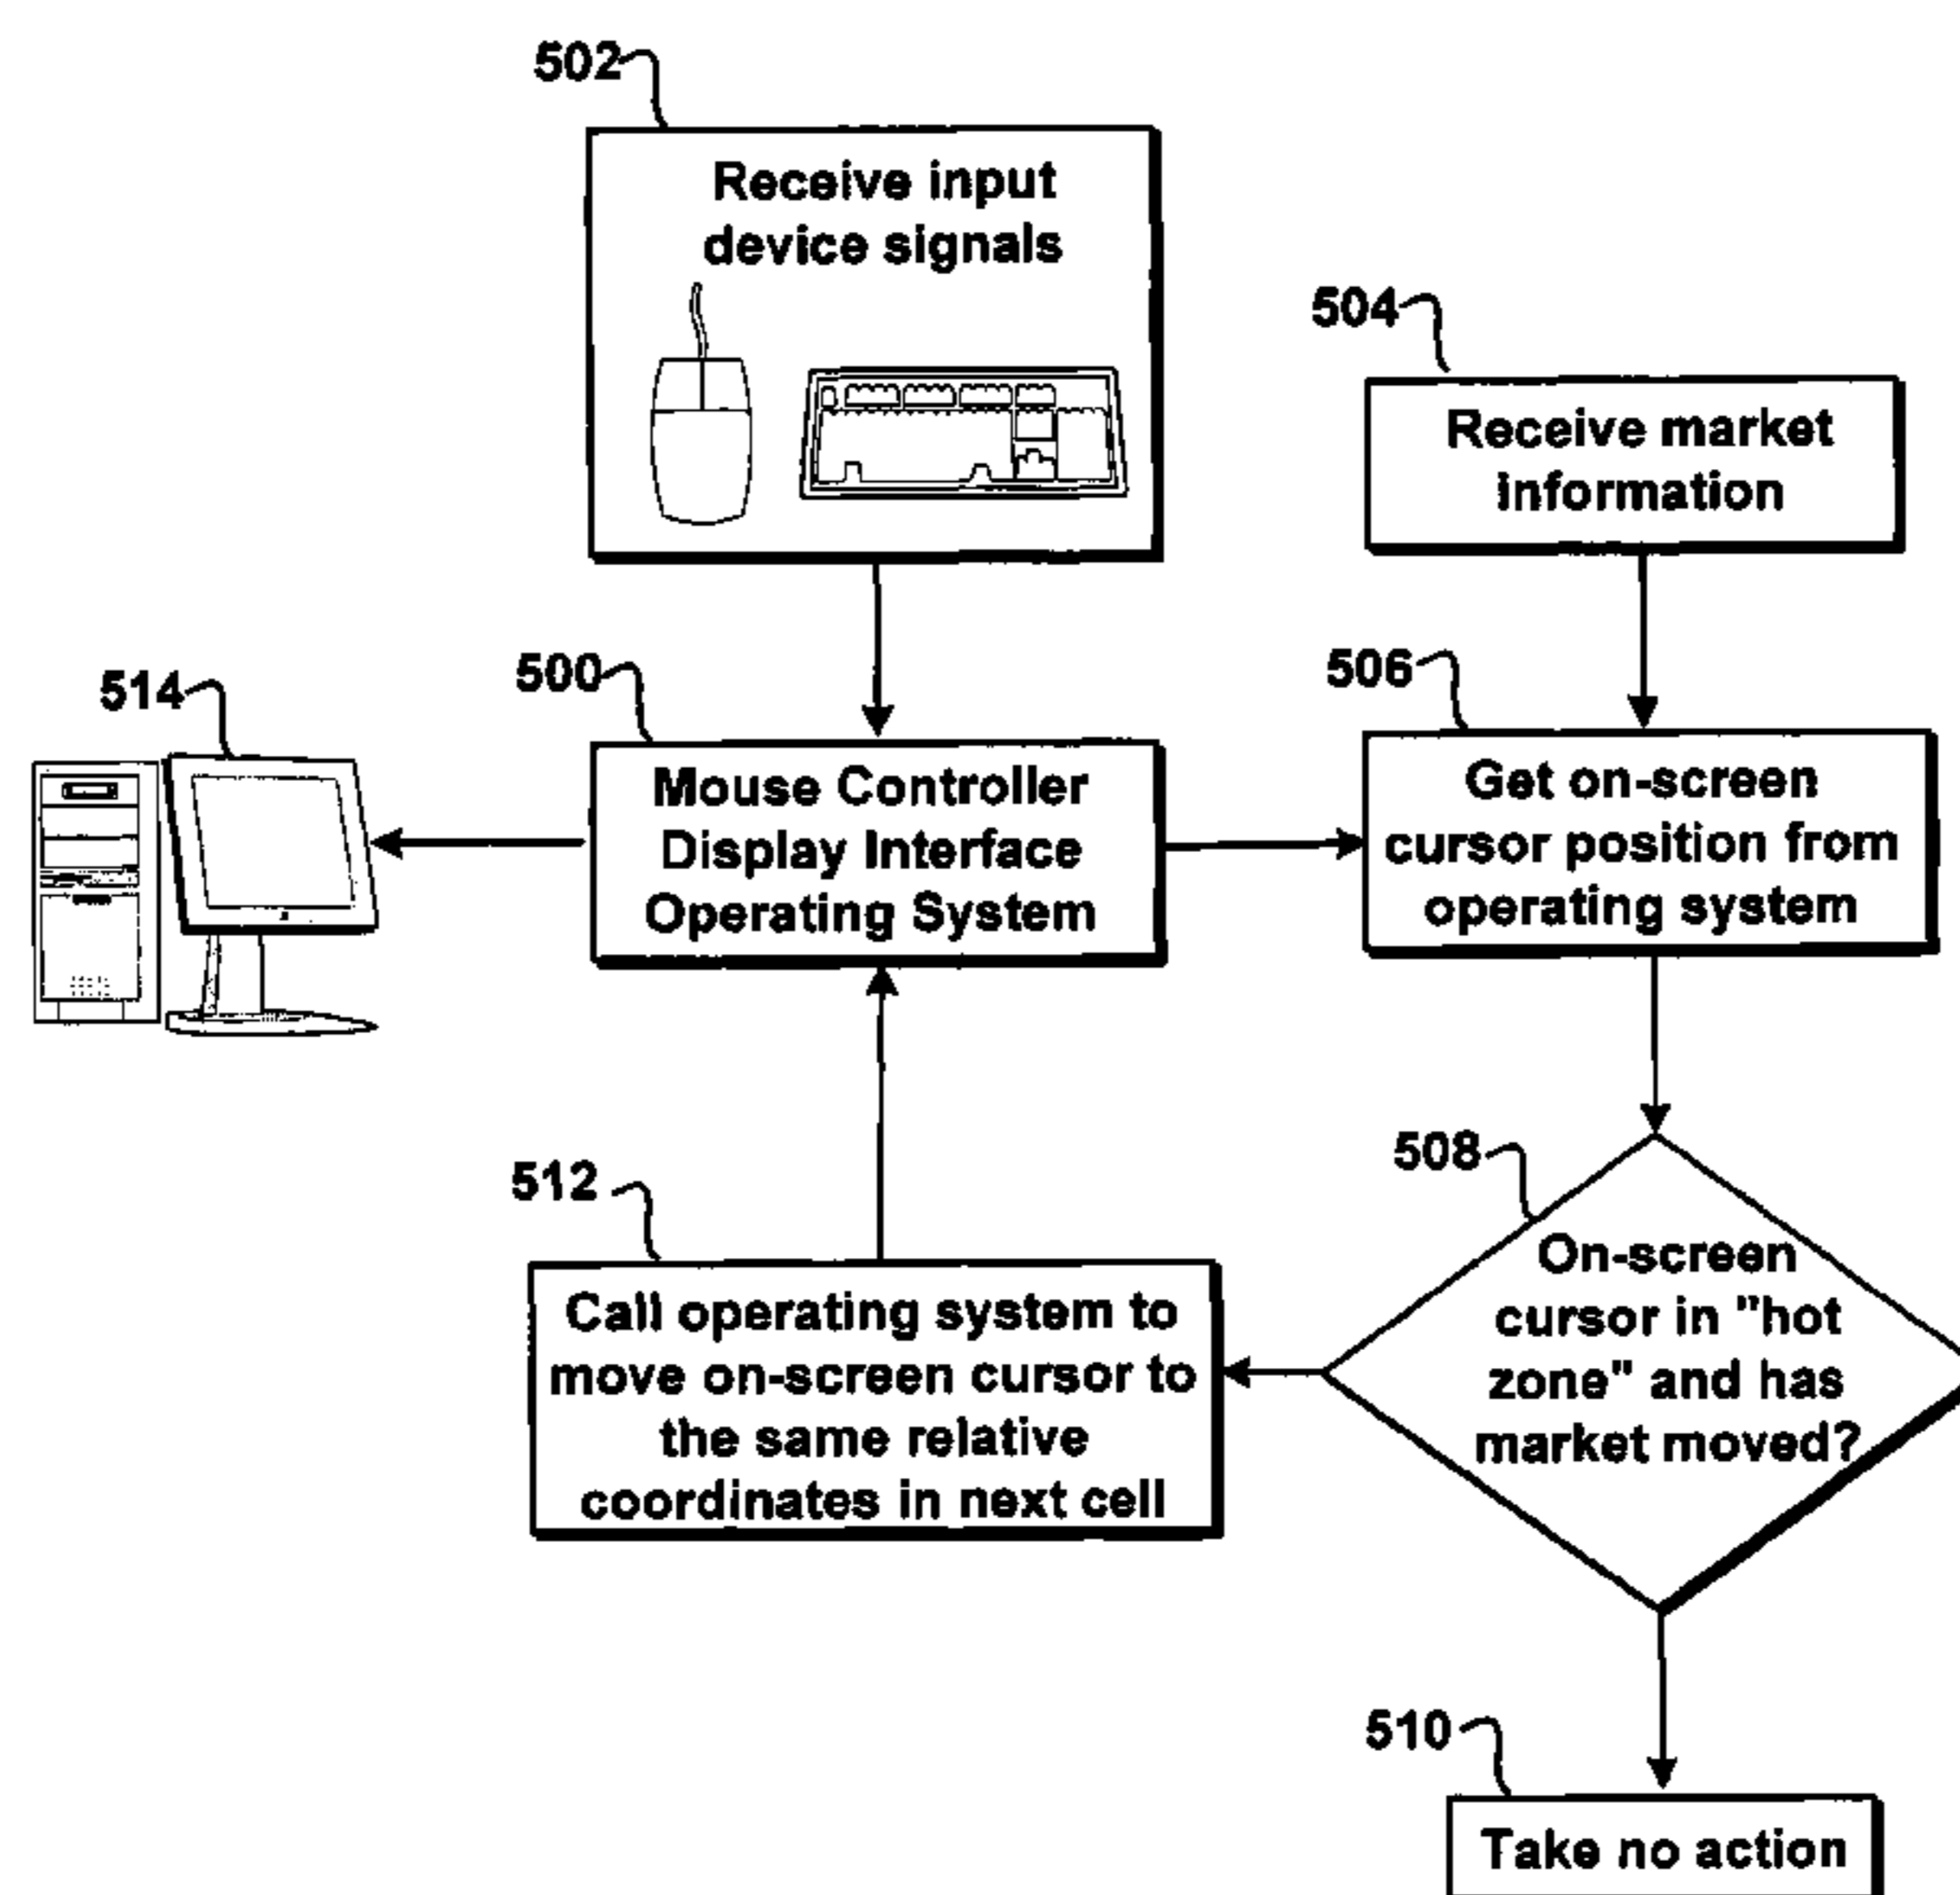 502
Receive input
device signals
504
Receive market
information
514
500
Mouse Controller
Display Interface
Operating System
506
Get on-screen
cursor position from
operating system
512
Call operating system to
move on-screen cursor to
the same relative
coordinates in next cell
508
On-screen
cursor in "hot
zone" and has
market moved?
510
Take no action